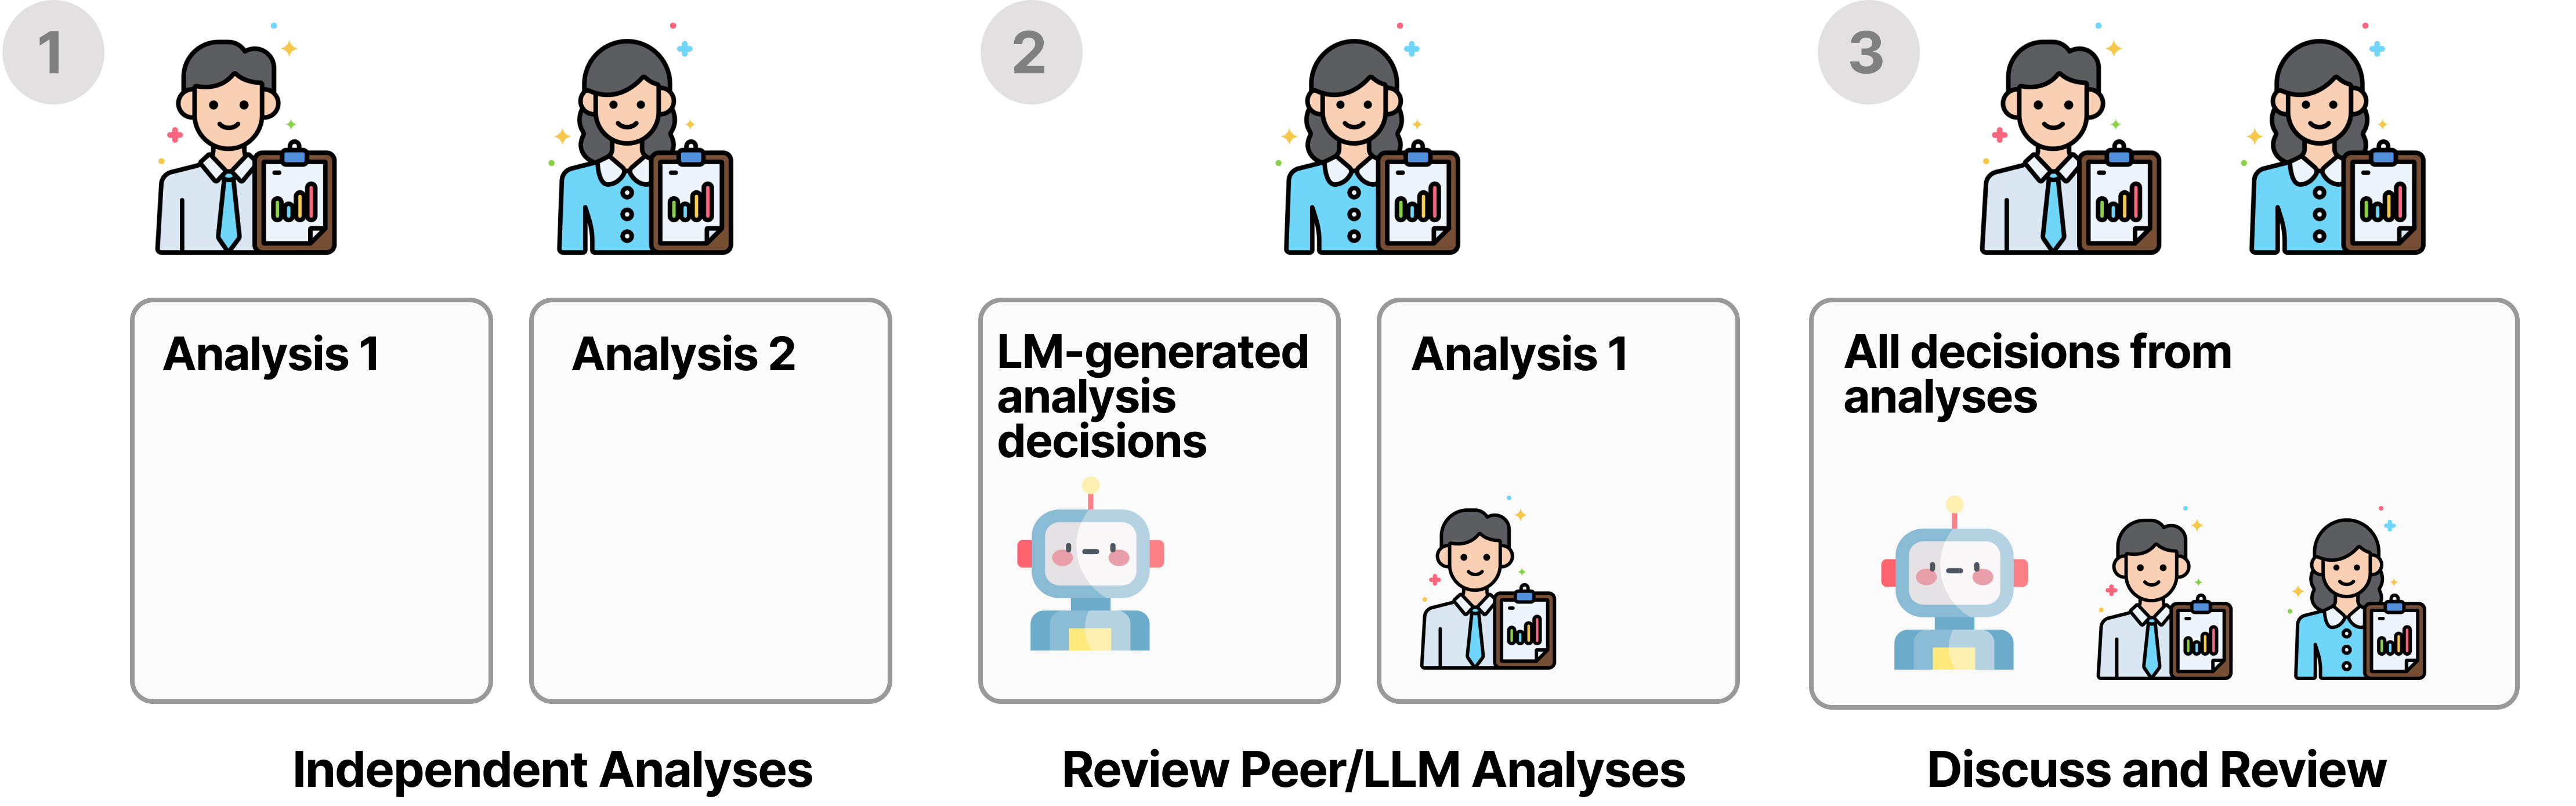 1
Analysis 1
Analysis 2
Independent Analyses
2
LM-generated
analysis
decisions
Analysis 1
Review Peer/LLM Analyses
3
All decisions from
analyses
Discuss and Review